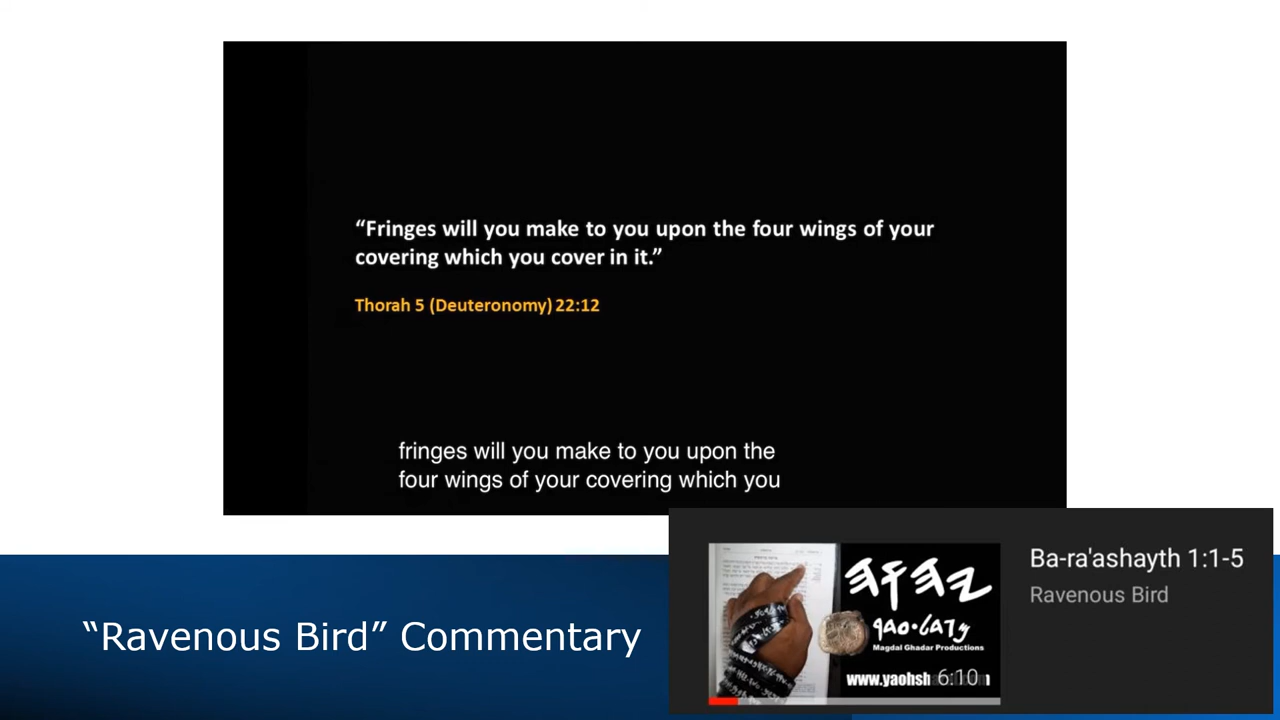 “Fringes will you make to you upon the four wings of your
covering which you cover in it.”
Thorah 5 (Deuteronomy) 22:12
fringes will you make to you upon the
four wings of your covering which you
“Ravenous Bird” Commentary
Magdal Ghadar Productions
6:10
Ba-ra'ashayth 1:1-5
Ravenous Bird